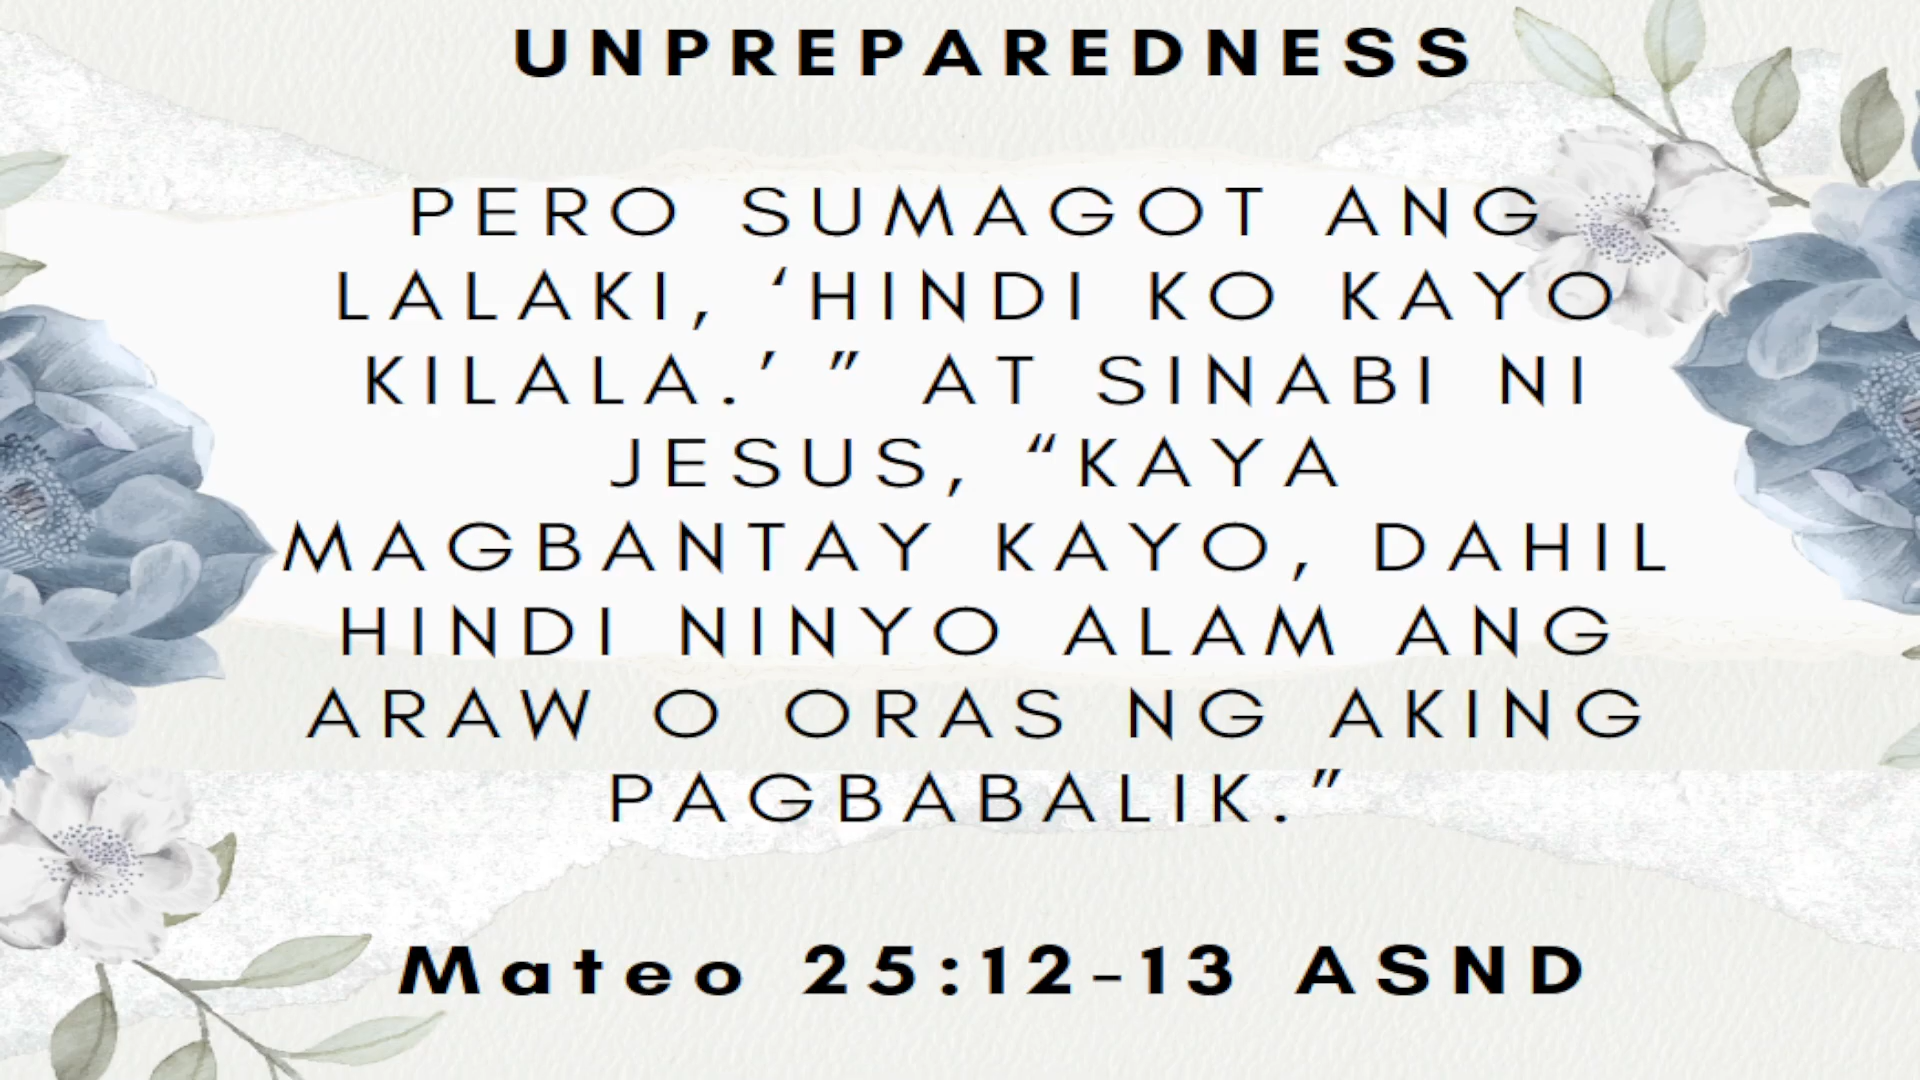 UNPREPAREDNESS
PERO SUMAGOT ANG
LALAKI, ‘HINDI KO KAYO
KILALA.’ ” AT SINABI NI
JESUS, “KAYA
MAGBANTAY KAYO, DAHIL
HINDI NINYO ALAM ANG
ARAW O ORAS NG AKING
PAGBABALIK.”
Mateo 25:12-13 ASND